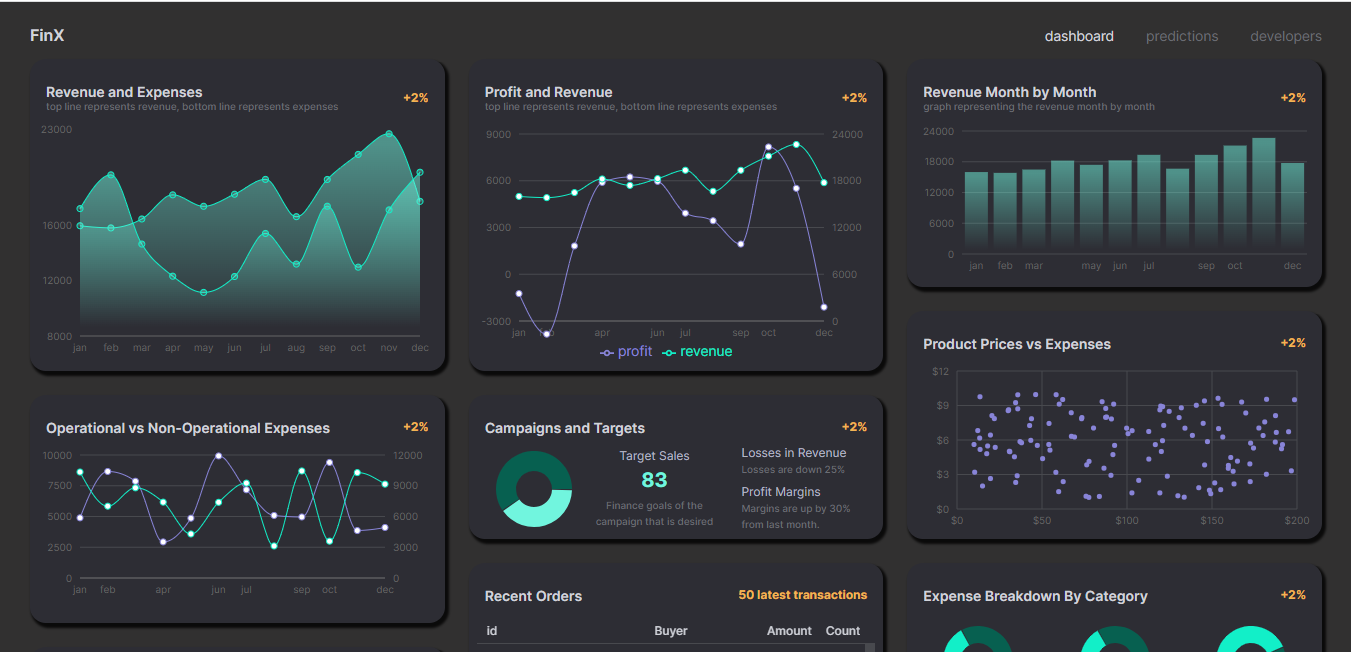 FinX
dashboard predictions developers
Revenue and Expenses
top line represents revenue, bottom line represents expenses
+2%
23000
16000
12000
8000
jan feb mar apr may jun jul aug sep oct nov dec
Profit and Revenue
top line represents revenue, bottom line represents expenses
+2%
9000 24000
6000 18000
3000 12000
0 6000
-3000 0
jan apr jun jul sep oct dec
profit revenue
Revenue Month by Month
graph representing the revenue month by month
+2%
24000
18000
12000
6000
0
jan feb mar may jun jul sep oct dec
Operational vs Non-Operational Expenses
+2%
10000 12000
7500 9000
5000 6000
2500 3000
0 0
jan feb apr jun jul sep oct dec
Campaigns and Targets
+2%
Target Sales
83
Finance goals of the
campaign that is desired
Losses in Revenue
Losses are down 25%
Profit Margins
Margins are up by 30%
from last month.
Product Prices vs Expenses
+2%
$12
$9
$6
$3
$0
$0 $50 $100 $150 $200
Recent Orders
50 latest transactions
id Buyer Amount Count
Expense Breakdown By Category
+2%